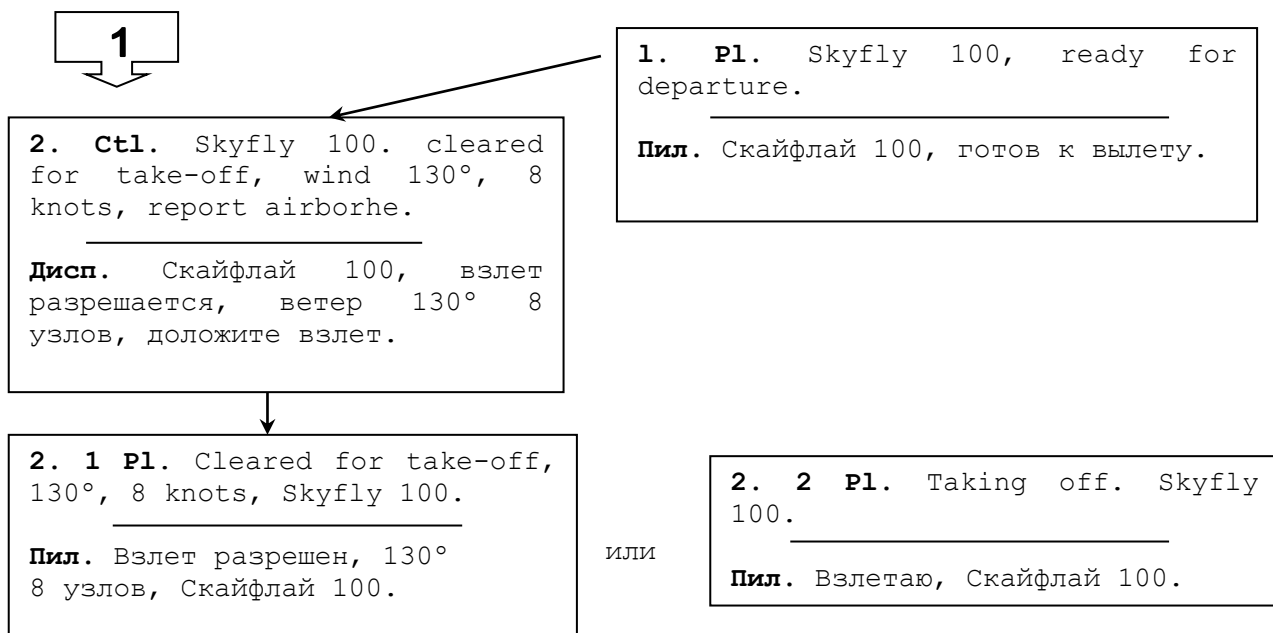 1
l. Pl. Skyfly 100, ready for
departure.
Пил. Скайфлай 100, готов к вылету.
2. Ctl. Skyfly 100. cleared
for take-off, wind 130°, 8
knots, report airborhe.
Дисп. Скайфлай 100, взлет
разрешается, ветер 130° 8
узлов, доложите взлет.
2. 1 Pl. Cleared for take-off,
130°, 8 knots, Skyfly 100.
Пил. Взлет разрешен, 130°
8 узлов, Скайфлай 100.
или
2. 2 Pl. Taking off. Skyfly
100.
Пил. Взлетаю, Скайфлай 100.